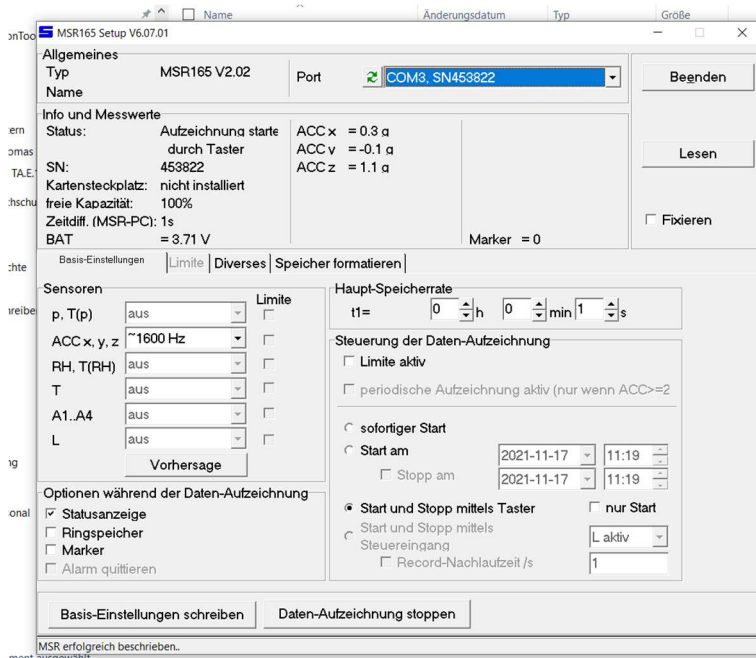 Name Änderungsdatum Typ Größe
MSR165 Setup V6.07.01
Allgemeines
Typ MSR165 V2.02 Port COM3, SN453822 Beenden
Name
Info und Messwerte
Status: Aufzeichnung starte ACC x = 0.3 g
durch Taster ACC y = -0.1 g
SN: 453822 ACC z = 1.1 g
Lesen
Kartensteckplatz: nicht installiert
freie Kapazität: 100%
Zeitdiff. (MSR-PC): 1s
Fixieren
BAT = 3.71 V Marker = 0
Basis-Einstellungen Limite Diverses Speicher formatieren
Sensoren
Limite
p, T(p) aus
ACC x, y, z ~1600 Hz
RH, T(RH) aus
T aus
A1..A4 aus
L aus
Vorhersage
Optionen während der Daten-Aufzeichnung
Statusanzeige
Ringspeicher
Marker
Alarm quittieren
Haupt-Speicherrate
t1= 0 h 0 min 1 s
Steuerung der Daten-Aufzeichnung
Limite aktiv
periodische Aufzeichnung aktiv (nur wenn ACC>=2
sofortiger Start
Start am 2021-11-17 11:19
Stopp am 2021-11-17 11:19
Start und Stopp mittels Taster nur Start
Start und Stopp mittels
Steuereingang L aktiv
Record-Nachlaufzeit /s 1
Basis-Einstellungen schreiben Daten-Aufzeichnung stoppen
MSR erfolgreich beschrieben..